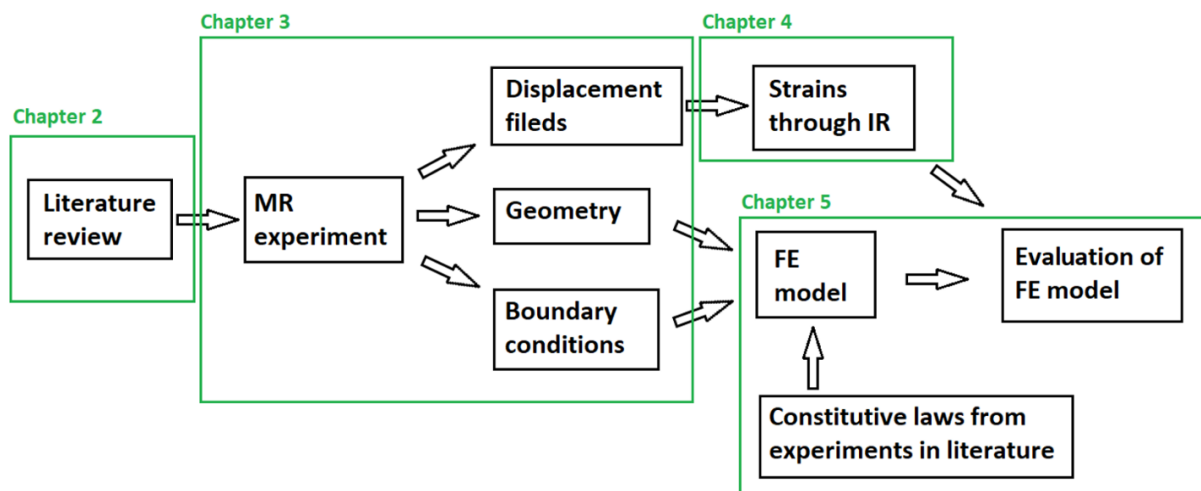 Chapter 2
Literature
review
Chapter 3
MR
experiment
Displacement
fileds
Geometry
Boundary
conditions
Chapter 4
Strains
through IR
Chapter 5
FE
model
Evaluation of
FE model
Constitutive laws from
experiments in literature